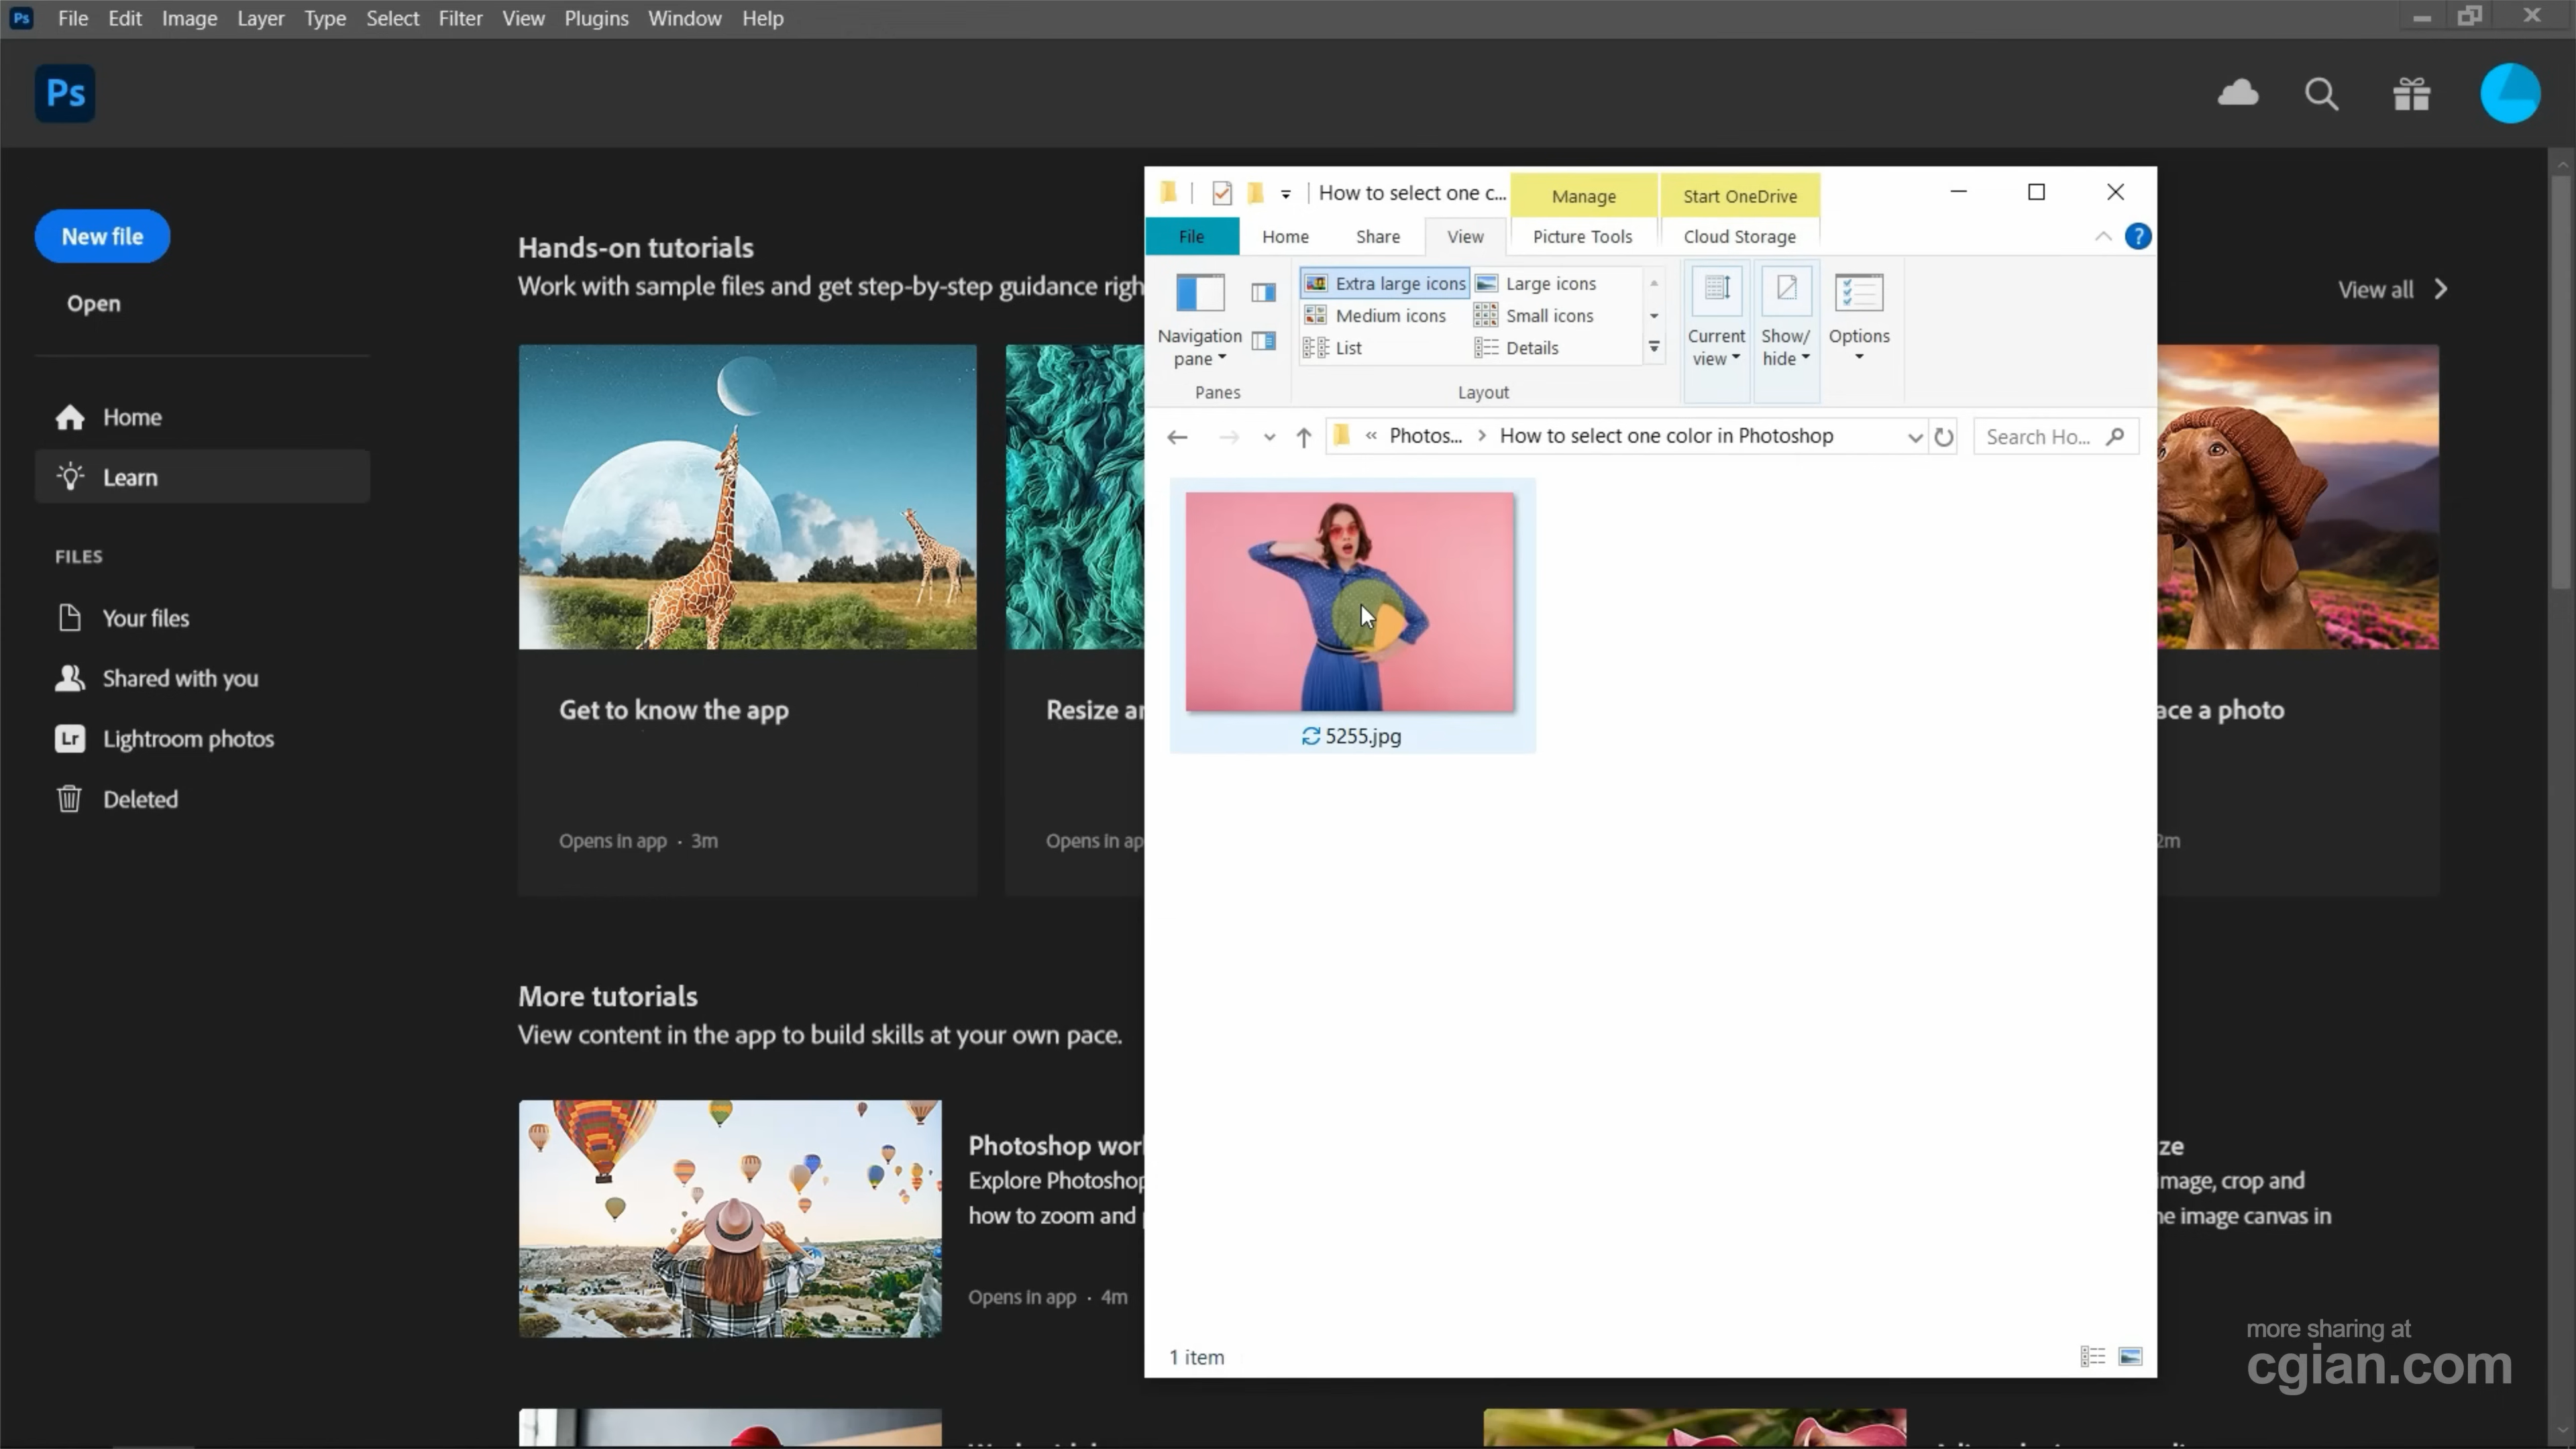 Ps File Edit Image Layer Type Select Filter View Plugins Window Help
Ps
New file
Open
Home
Learn
FILES
Your files
Shared with you
Lr Lightroom photos
Deleted
Hands-on tutorials
Work with sample files and get step-by-step guidance righ
View all
Get to know the app
Opens in app · 3m
Resize a
Opens in ap
ace a photo
2m
More tutorials
View content in the app to build skills at your own pace.
Photoshop wor
Explore Photoshop
how to zoom and
Opens in app · 4m
ze
image, crop and
he image canvas in
How to select one c...
Manage
Start OneDrive
File Home Share View Picture Tools Cloud Storage
?
Navigation
pane
Panes
Extra large icons
Large icons
Medium icons
Small icons
List
Details
Layout
Current
view
Show/
hide
Options
« Photos... > How to select one color in Photoshop
Search Ho...
5255.jpg
1 item
more sharing at
cgian.com